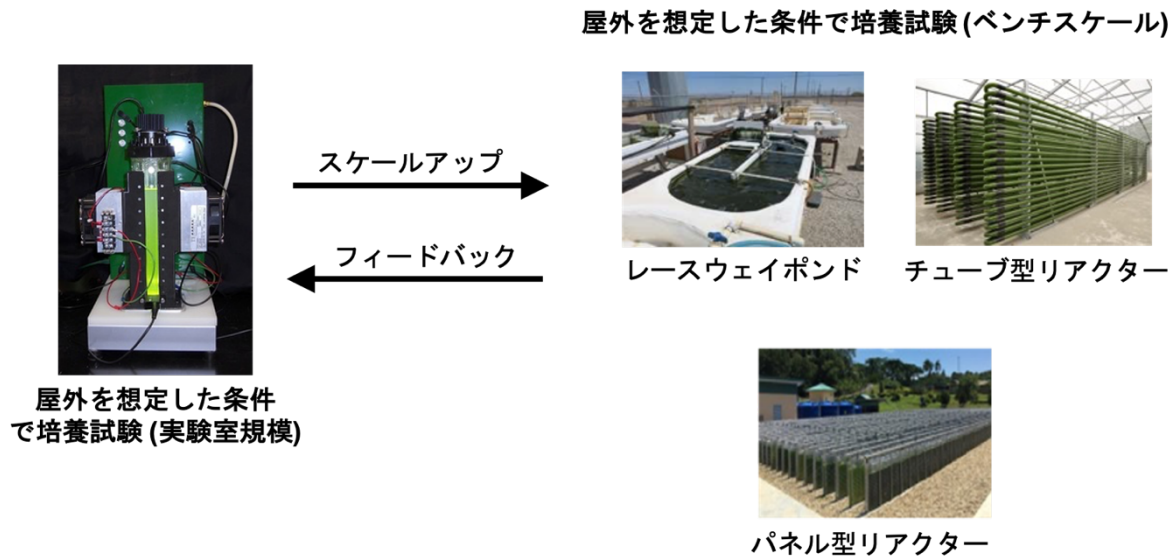 屋外を想定した条件で培養試験 (ベンチスケール)
スケールアップ
フィードバック
レースウェイポンド
チューブ型リアクター
屋外を想定した条件
で培養試験 (実験室規模)
パネル型リアクター